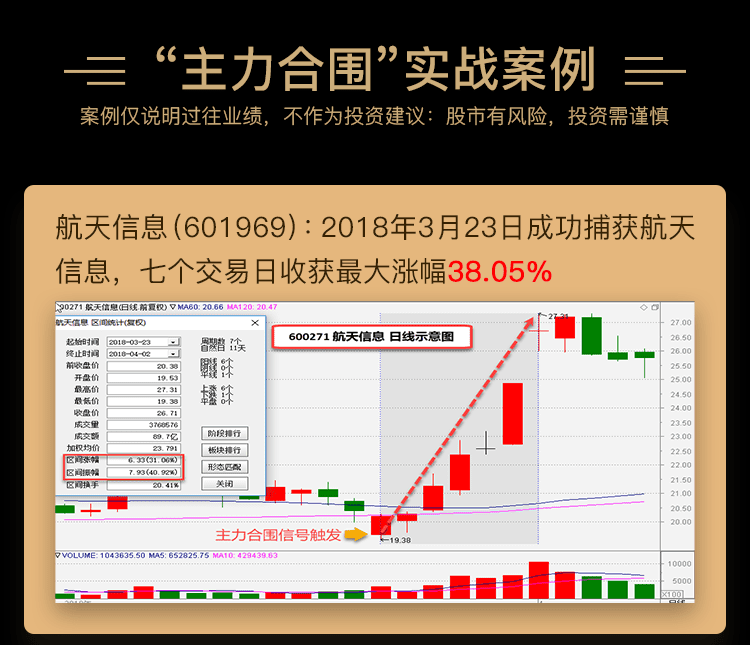 “主力合围”实战案例
案例仅说明过往业绩，不作为投资建议：股市有风险，投资需谨慎
航天信息(601969)：2018年3月23日成功捕获航天
信息，七个交易日收获最大涨幅38.05%
00271 航天信息(日线.前复权) ▽ MA60: 20.66 MA120: 20.47
航天信息 区间统计(复权) ×
起始时间 2018-03-23 周期数 7个
终止时间 2018-04-02 自然日 11天
前收盘价 20.38 阳线 6个
开盘价 19.53 阴线 0个
最高价 27.31 平线 1个
最低价 19.38 上涨 6个
收盘价 26.71 下跌 1个
成交量 3768576 平盘 0个
成交额 89.7亿
加权均价 23.791
区间涨幅 6.33(31.06%)
区间振幅 7.93(40.92%)
区间换手 20.41%
阶段排行
板块排行
形态匹配
关闭
600271 航天信息 日线示意图
27.31
27.00
26.50
25.50
25.00
24.50
24.00
23.00
22.50
22.00
21.50
21.00
20.50
20.00
主力合围信号触发
19.38
▽ VOLUME: 1043635.50 MA5: 652825.75 MA10: 429439.63
10000
5000
X100
日线